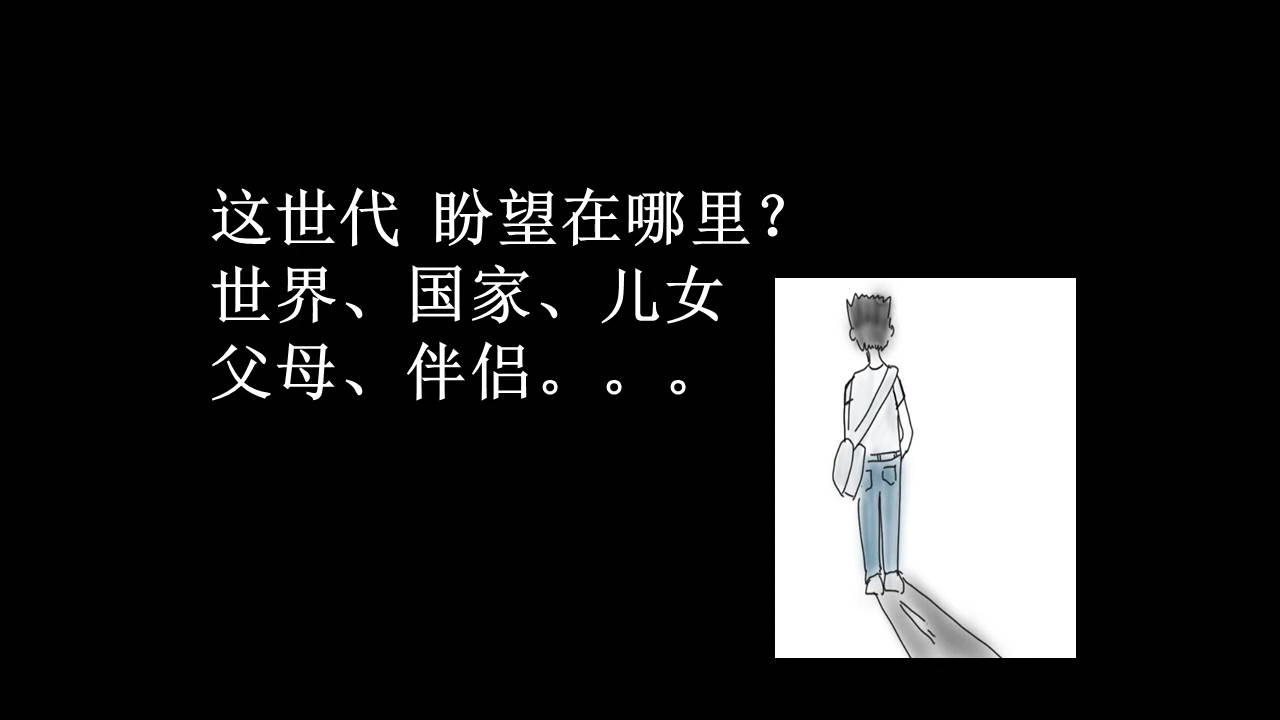 这世代 盼望在哪里？
世界、国家、儿女
父母、伴侣。。。